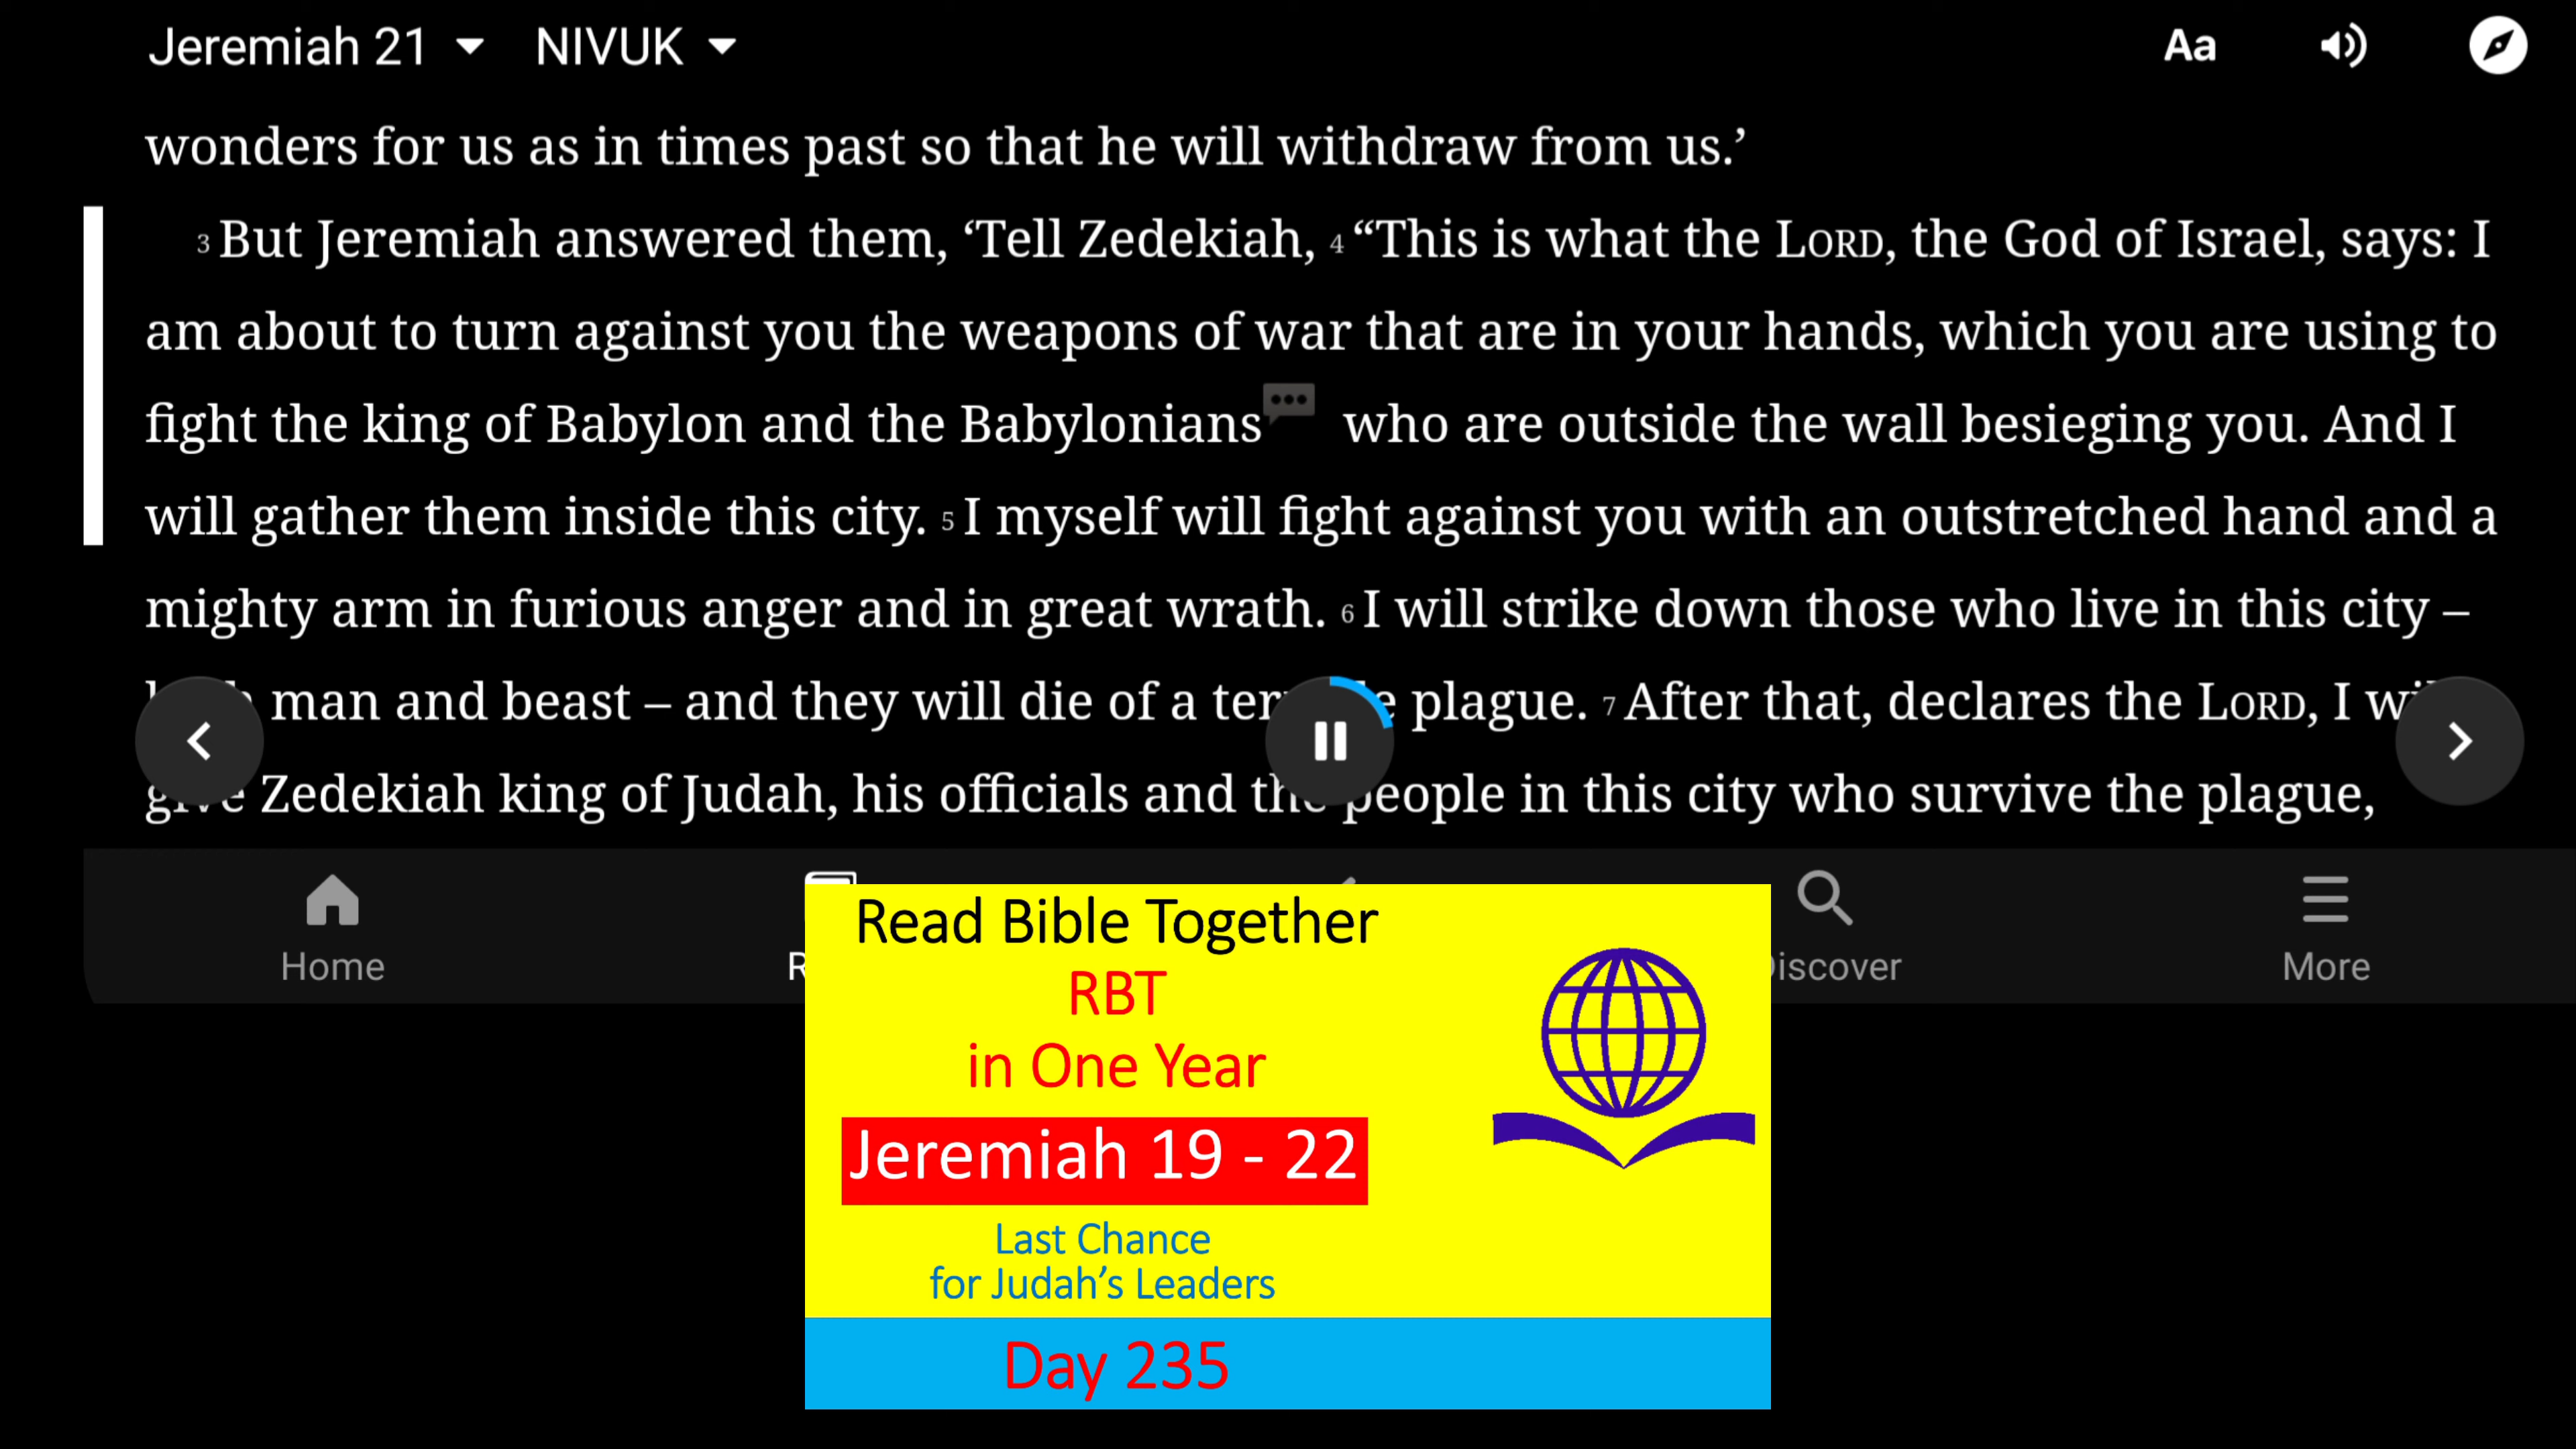 Jeremiah 21 NIVUK Aa
wonders for us as in times past so that he will withdraw from us.’
3 But Jeremiah answered them, ‘Tell Zedekiah, 4 “This is what the LORD, the God of Israel, says: I
am about to turn against you the weapons of war that are in your hands, which you are using to
fight the king of Babylon and the Babylonians who are outside the wall besieging you. And I
will gather them inside this city. 5 I myself will fight against you with an outstretched hand and a
mighty arm in furious anger and in great wrath. 6 I will strike down those who live in this city –
man and beast – and they will die of a plague. 7 After that, declares the LORD, I
Zedekiah king of Judah, his officials and the people in this city who survive the plague,
Home Discover More
Read Bible Together
RBT
in One Year
Jeremiah 19 - 22
Last Chance
for Judah’s Leaders
Day 235